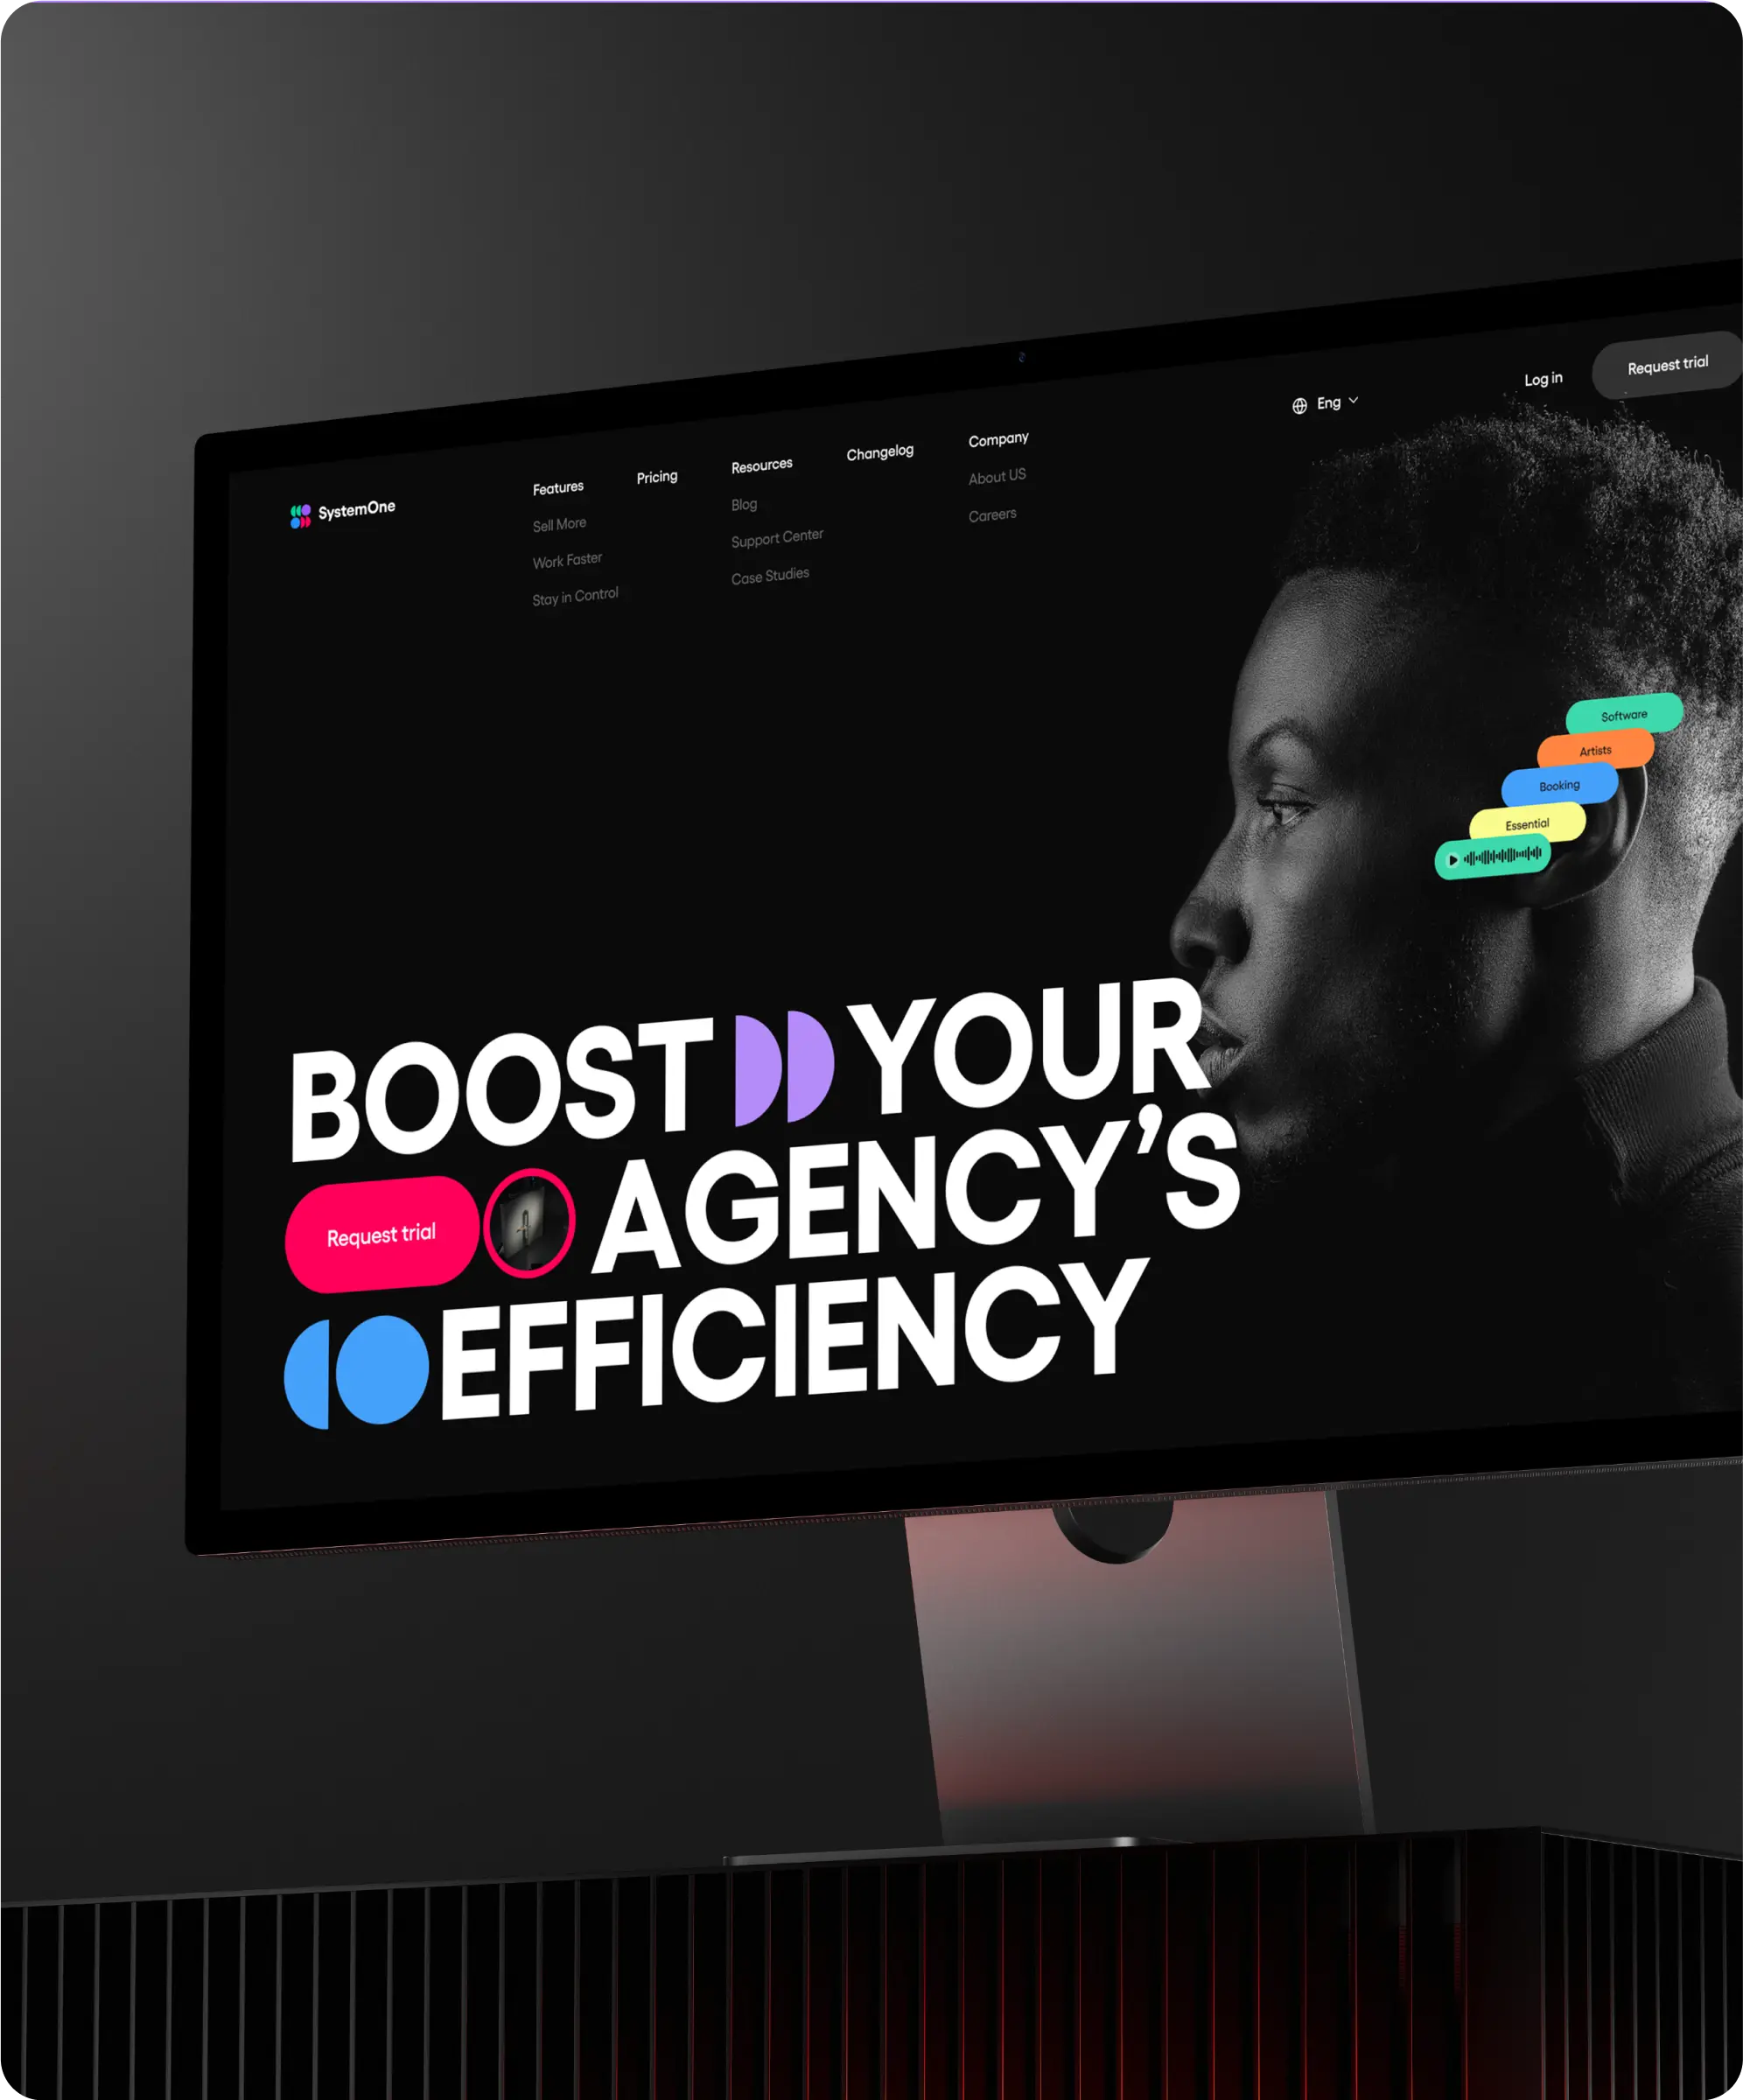 SystemOne
Features
Sell More
Work Faster
Stay in Control
Pricing
Resources
Blog
Support Center
Case Studies
Changelog
Company
About US
Careers
Eng
Log in
Request trial
Software
Artists
Booking
Essential
BOOST YOUR
Request trial
AGENCY’S
EFFICIENCY